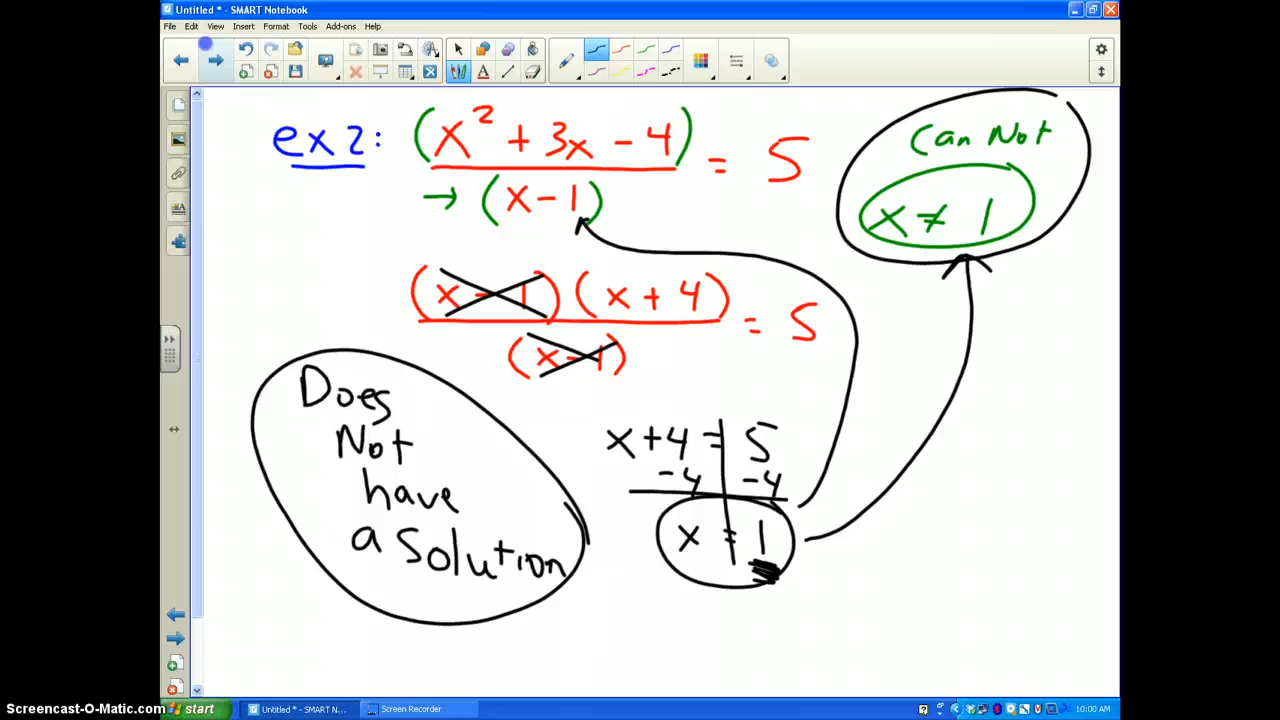 Untitled * - SMART Notebook
File Edit View Insert Format Tools Add-ons Help
ex 2: (x² + 3x - 4) = 5
→ (x - 1)
Can Not
x ≠ 1
(x - 1) (x + 4) = 5
(x - 1)
Does
Not
have
a Solution
x + 4 = 5
-4 -4
x = 1
Screencast-O-Matic.com
start
Untitled * - SMART N...
Screen Recorder
10:00 AM